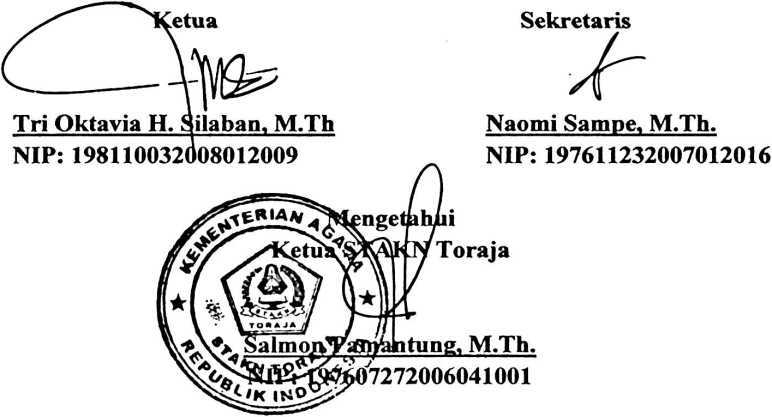 Ketua
Sekretaris
Tri Oktavia H. Silaban, M.Th
NIP: 198110032008012009
Naomi Sampe, M.Th.
NIP: 197611232007012016
Mengetahui
Ketua STAKN Toraja
Salmon Pamantung, M.Th.
NIP: 197607272006041001
KEMENTERIAN AGAMA
REPUBLIK INDONESIA
STAKN TORAJA
STAKN
TORAJA